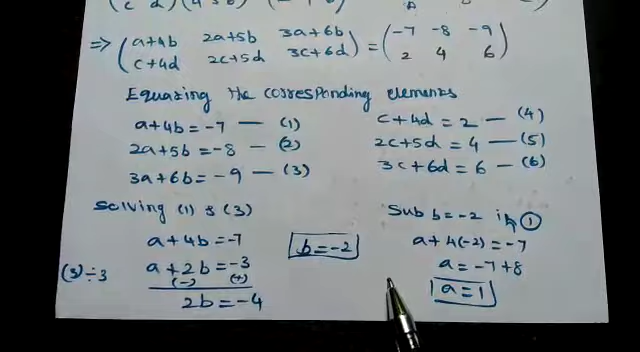 => (a+4b 2a+5b 3a+6b) = (-7 -8 -9)
(c+4d 2c+5d 3c+6d) (2 4 6)
Equating the corresponding elements
a+4b = -7 — (1)
2a+5b = -8 — (2)
3a+6b = -9 — (3)
c+4d = 2 — (4)
2c+5d = 4 — (5)
3c+6d = 6 — (6)
Solving (1) & (3)
a+4b = -7
(3) ÷ 3 a+2b = -3
(-) (+)
2b = -4
b = -2
Sub b = -2 in ①
a+4(-2) = -7
a = -7+8
a = 1